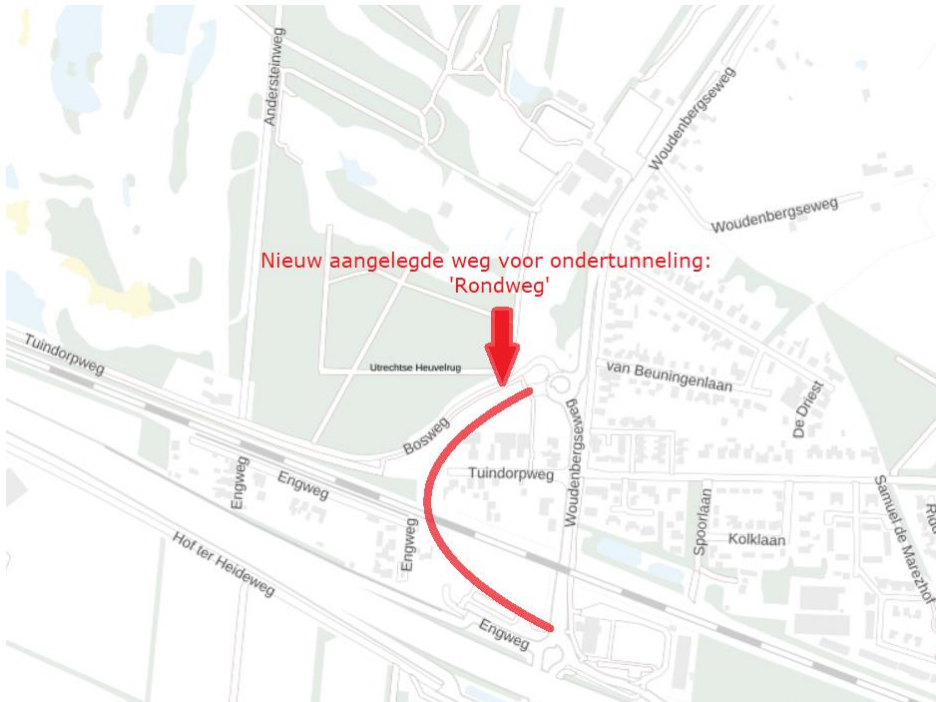 Andersteinweg
Woudenbergseweg
Woudenbergseweg
Nieuw aangelegde weg voor ondertunneling:
'Rondweg'
Tuindorpweg
Utrechtse Heuvelrug
van Beuningenlaan
De Driest
Bosweg
Woudenbergseweg
Tuindorpweg
Engweg
Engweg
Engweg
Spoorlaan
Kolklaan
Samuel de Marezhof
Hof ter Heideweg
Engweg